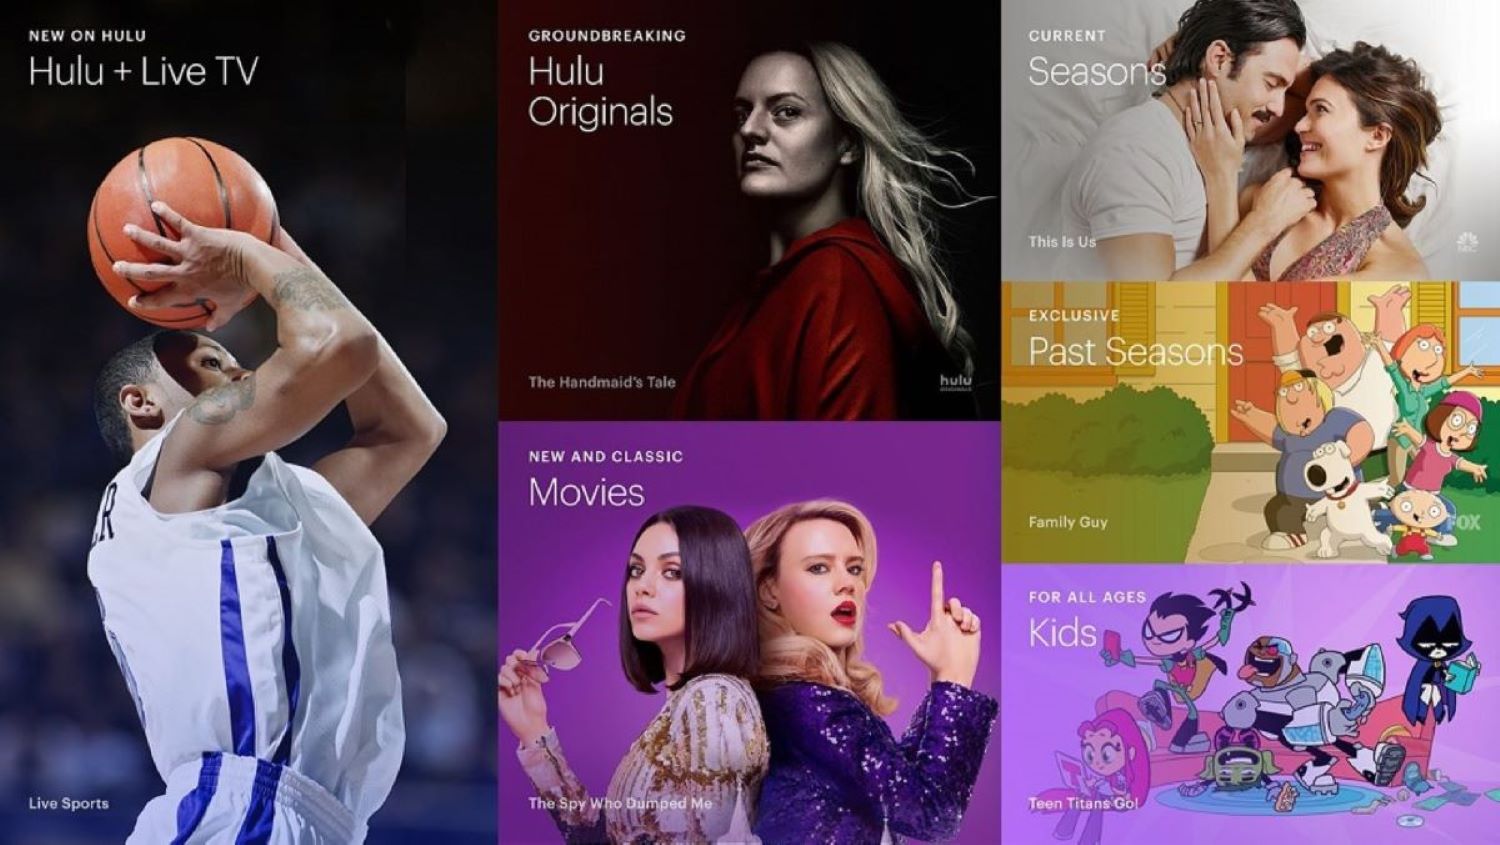 NEW ON HULU
Hulu + Live TV
Live Sports
GROUNDBREAKING
Hulu
Originals
The Handmaid's Tale
hulu
NEW AND CLASSIC
Movies
The Spy Who Dumped Me
CURRENT
Seasons
This Is Us
NBC
EXCLUSIVE
Past Seasons
Family Guy
FOX
FOR ALL AGES
Kids
Teen Titans Go!